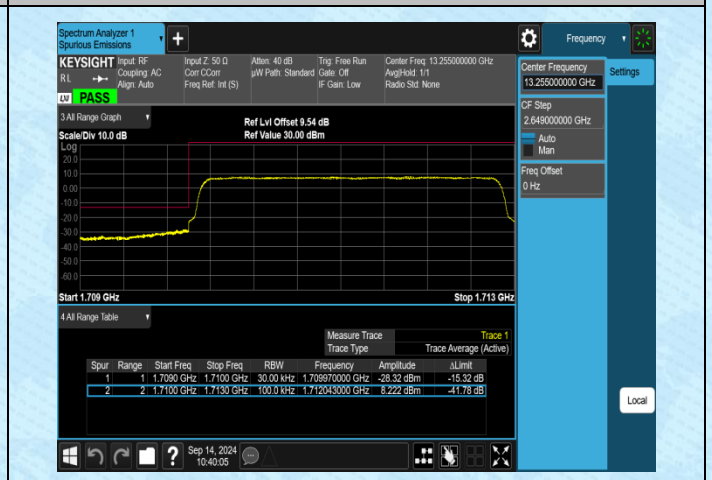 Spectrum Analyzer 1
Spurious Emissions
+
Frequency
KEYSIGHT
RL
Input: RF
Coupling: AC
Align: Auto
Input Z: 50 Ω
Corr CCorr
Freq Ref: Int (S)
Atten: 40 dB
µW Path: Standard
Trig: Free Run
Gate: Off
IF Gain: Low
Center Freq: 13.255000000 GHz
Avg|Hold: 1/1
Radio Std: None
PASS
Center Frequency
13.255000000 GHz
Settings
CF Step
2.649000000 GHz
Auto
Man
Freq Offset
0 Hz
3 All Range Graph
Ref Lvl Offset 9.54 dB
Scale/Div 10.0 dB
Ref Value 30.00 dBm
Log
20.0
10.0
0.00
-10.0
-20.0
-30.0
-40.0
-50.0
-60.0
Start 1.709 GHz
Stop 1.713 GHz
4 All Range Table
Measure Trace Trace 1
Trace Type Trace Average (Active)
Spur Range Start Freq Stop Freq RBW Frequency Amplitude ΔLimit
1 1 1.7090 GHz 1.7100 GHz 30.00 kHz 1.709970000 GHz -28.32 dBm -15.32 dB
2 2 1.7100 GHz 1.7130 GHz 100.0 kHz 1.712043000 GHz 8.222 dBm -41.78 dB
Local
?
Sep 14, 2024
10:40:05